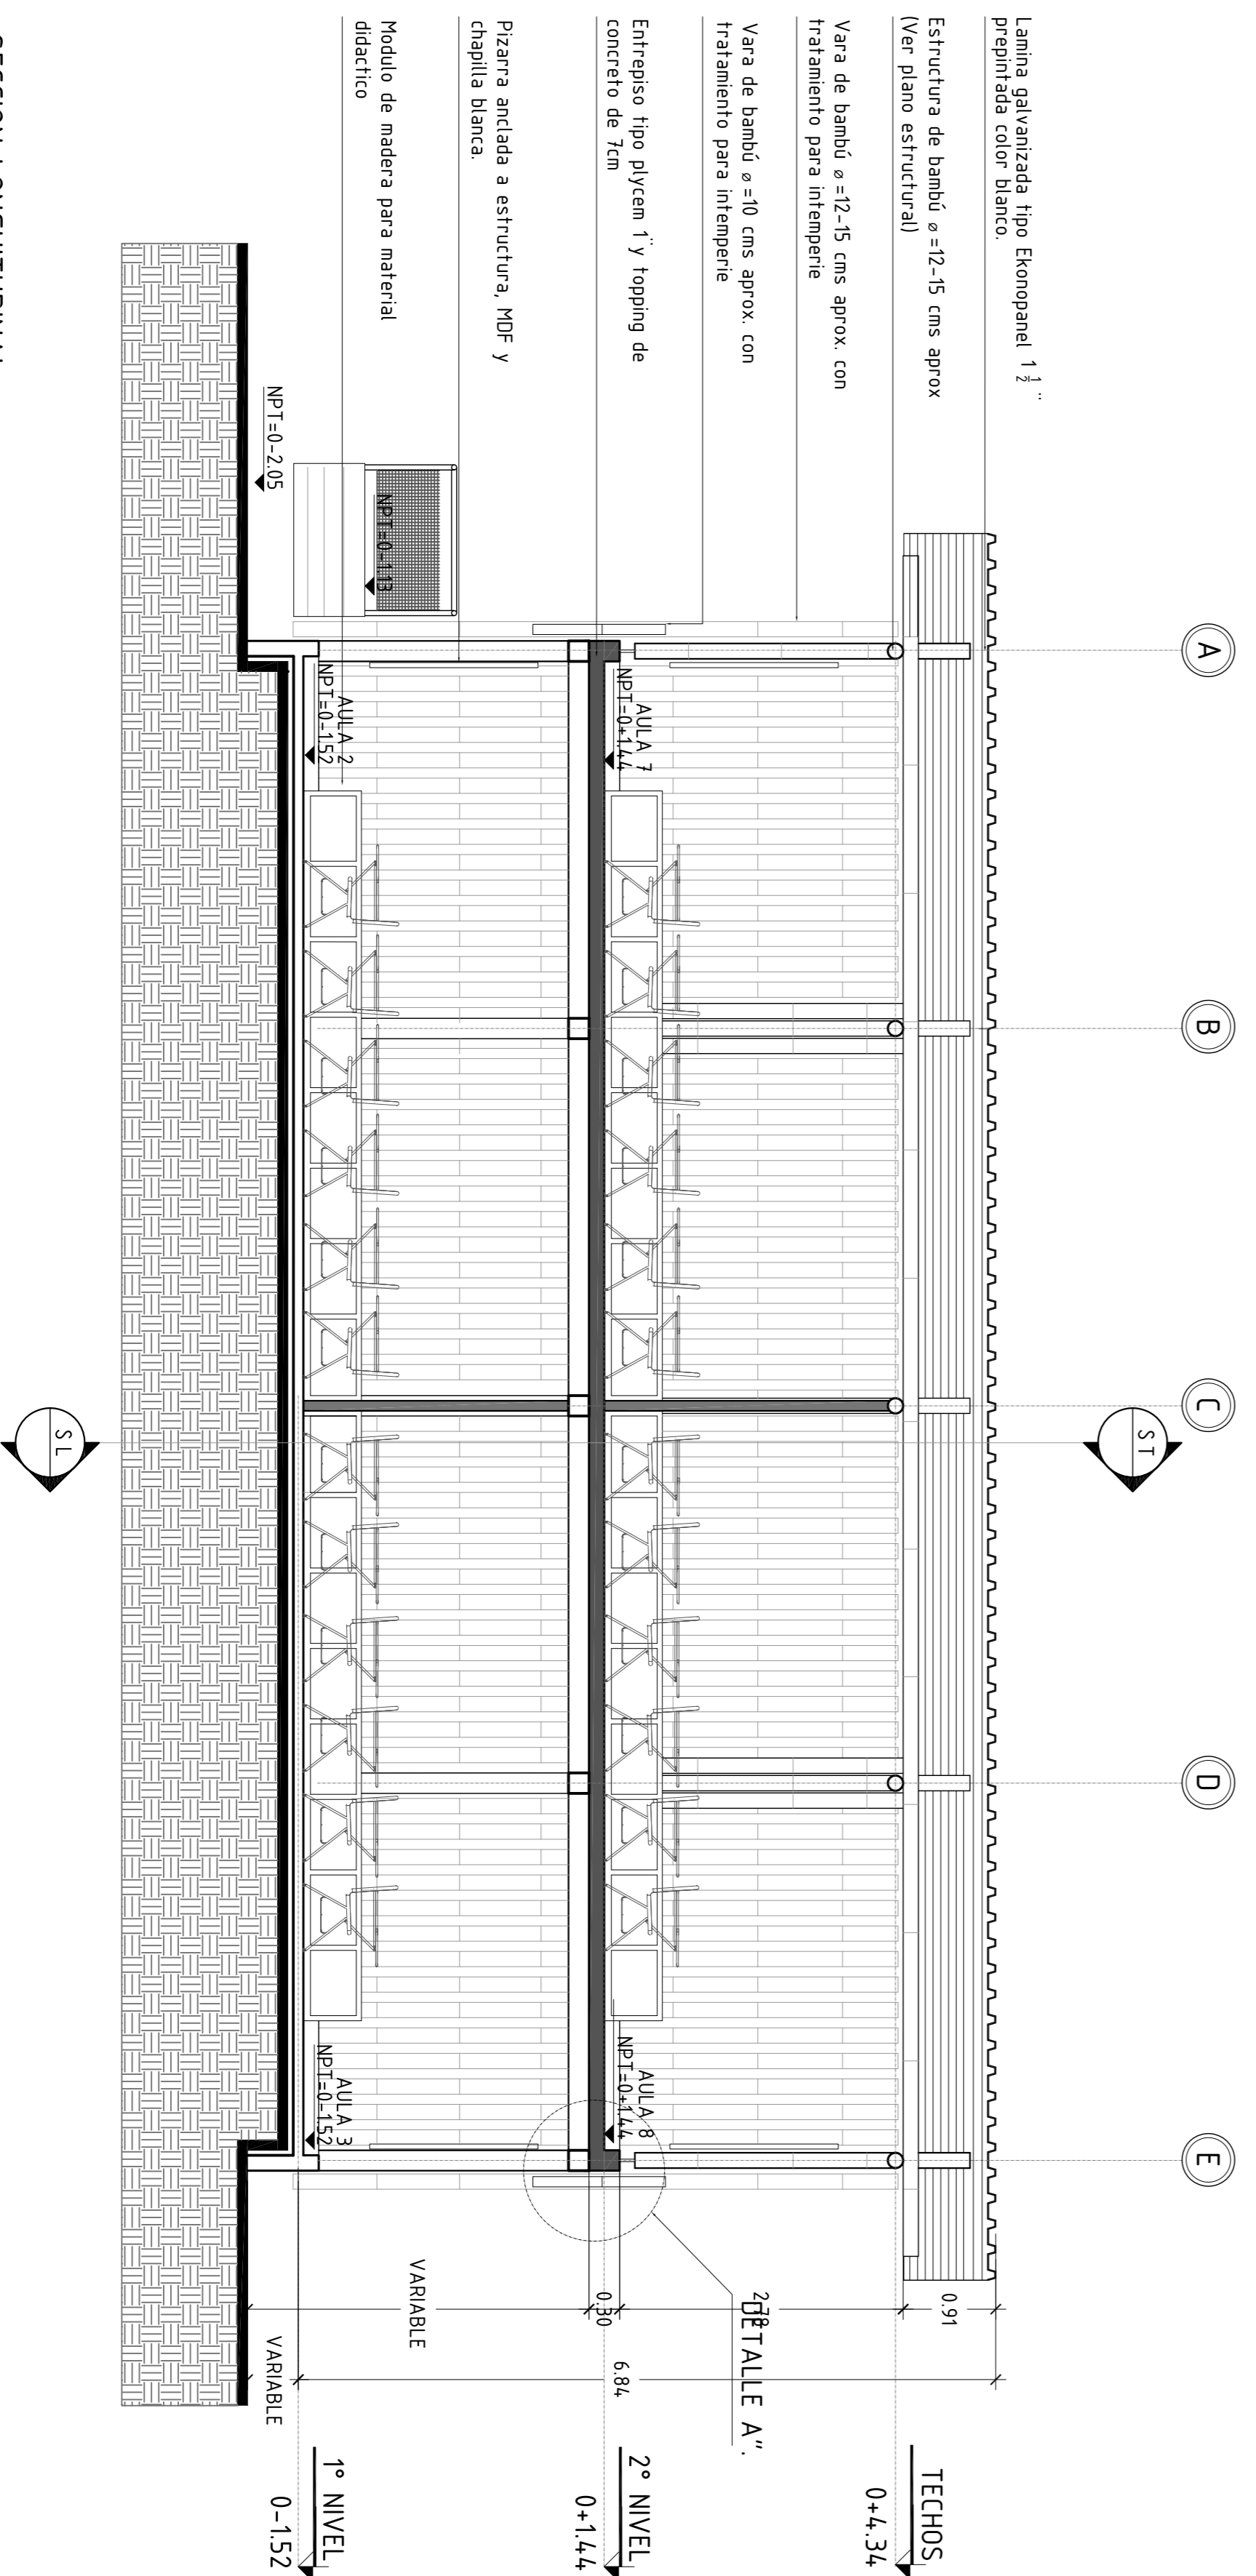 A
B
C
D
E
ST
Lamina galvanizada tipo Ekonopanel 1 1/2 ''
prepintada color blanco.
Estructura de bambú ⌀=12-15 cms aprox
(Ver plano estructural)
Vara de bambú ⌀=12-15 cms aprox. con
tratamiento para intemperie
Vara de bambú ⌀=10 cms aprox. con
tratamiento para intemperie
Entrepiso tipo plycem 1'' y topping de
concreto de 7cm
Pizarra anclada a estructura, MDF y
chapilla blanca.
Modulo de madera para material
didactico
NPT=0-2.05
NPT=0-1.13
AULA 7
NPT=0+1.44
AULA 8
NPT=0+1.44
AULA 2
NPT=0-1.52
AULA 3
NPT=0-1.52
0.91
2.78
0.30
6.84
VARIABLE
VARIABLE
DETALLE A''.
TECHOS
0+4.34
2° NIVEL
0+1.44
1° NIVEL
0-1.52
SL